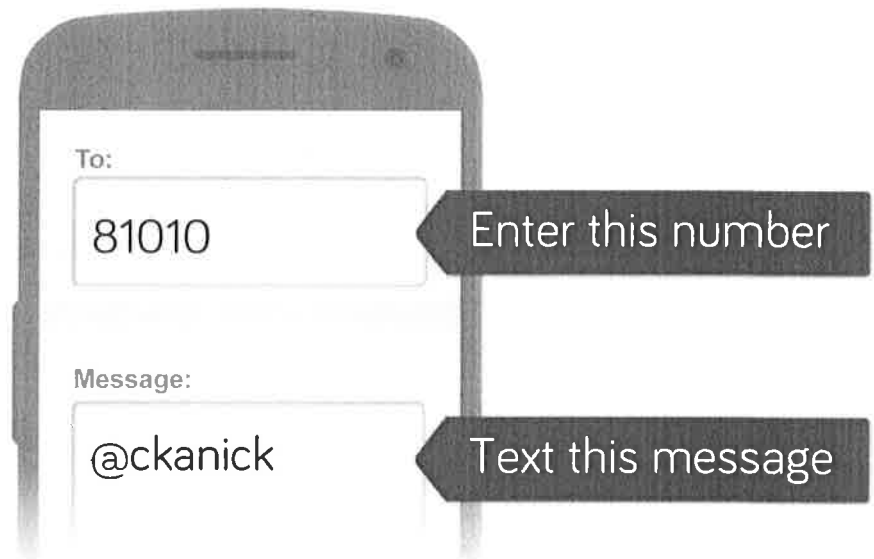 To:
81010
Enter this number
Message:
@ckanick
Text this message